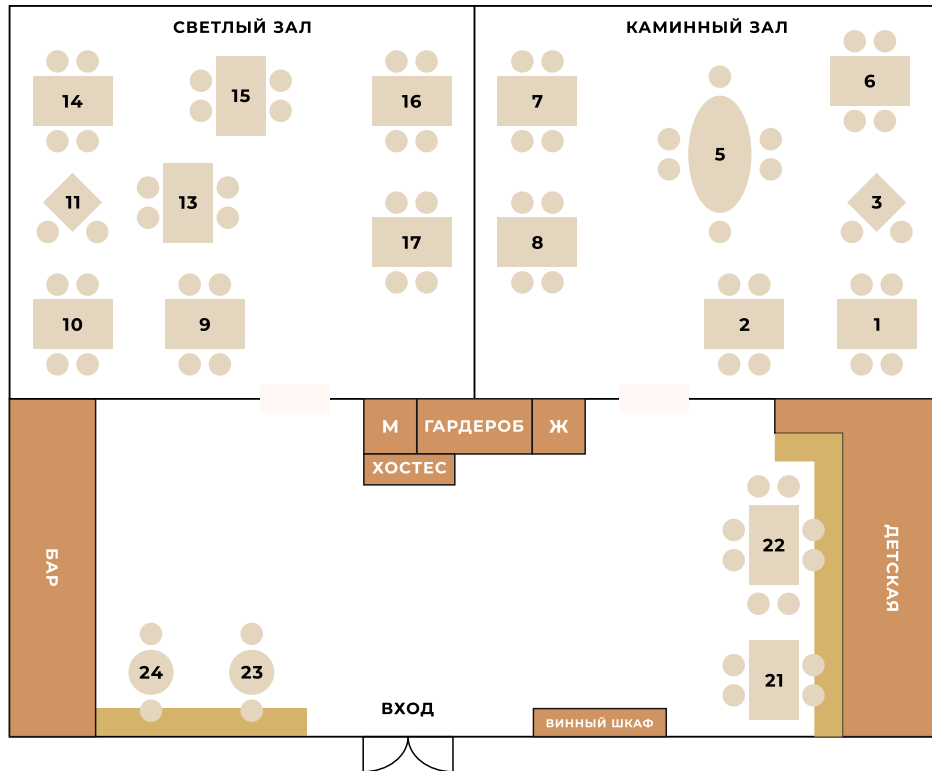 СВЕТЛЫЙ ЗАЛ
КАМИННЫЙ ЗАЛ
14
15
16
7
5
6
11
13
17
8
3
10
9
2
1
М
ГАРДЕРОБ
Ж
ХОСТЕС
БАР
22
ДЕТСКАЯ
24
23
21
ВХОД
ВИННЫЙ ШКАФ